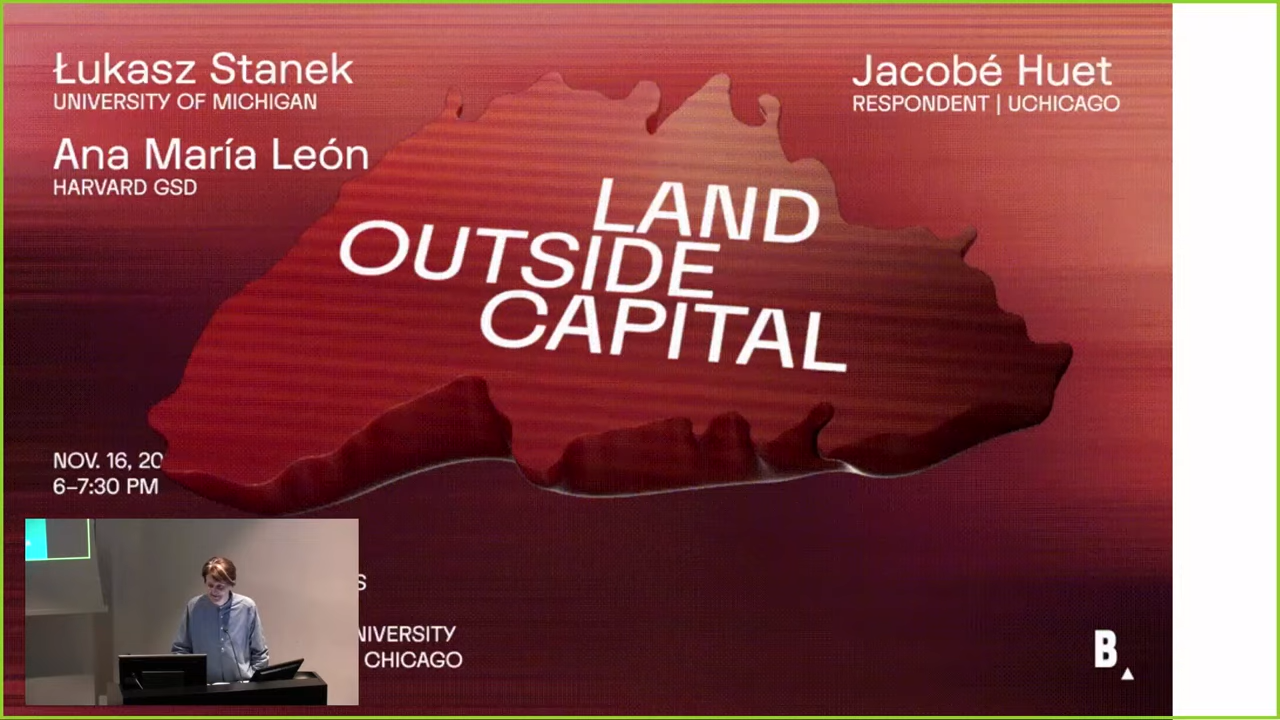 Łukasz Stanek
UNIVERSITY OF MICHIGAN
Ana María León
HARVARD GSD
Jacobé Huet
RESPONDENT | UCHICAGO
LAND
OUTSIDE
CAPITAL
NOV. 16, 20
6–7:30 PM
S
NIVERSITY
CHICAGO
B